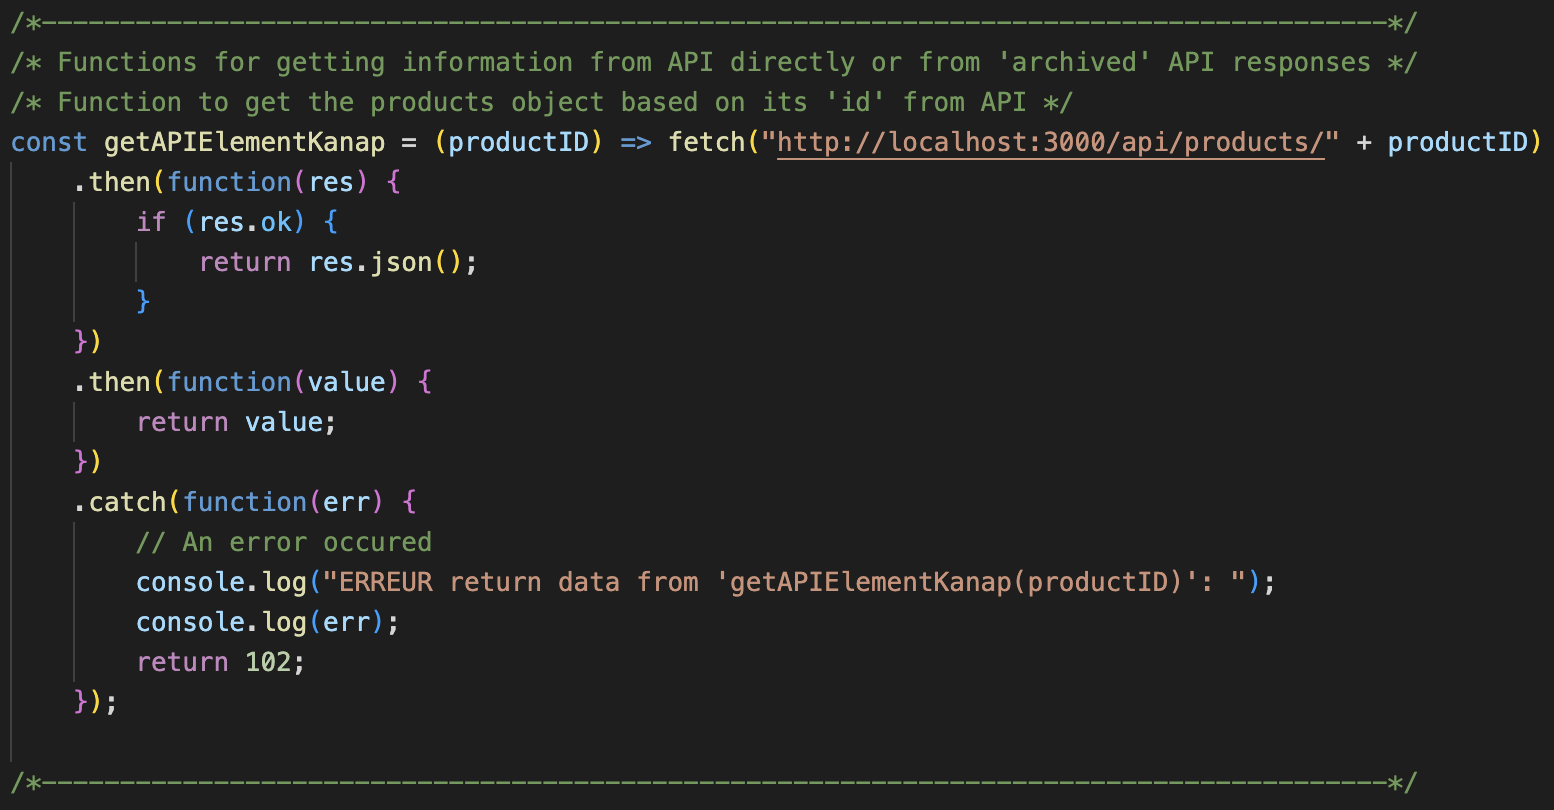 /*--------------------------------------------------------------------------------------*/
/* Functions for getting information from API directly or from 'archived' API responses */
/* Function to get the products object based on its 'id' from API */
const getAPIElementKanap = (productID) => fetch("http://localhost:3000/api/products/" + productID)
    .then(function(res) {
        if (res.ok) {
            return res.json();
        }
    })
    .then(function(value) {
        return value;
    })
    .catch(function(err) {
        // An error occured
        console.log("ERREUR return data from 'getAPIElementKanap(productID)': ");
        console.log(err);
        return 102;
    });
/*--------------------------------------------------------------------------------------*/